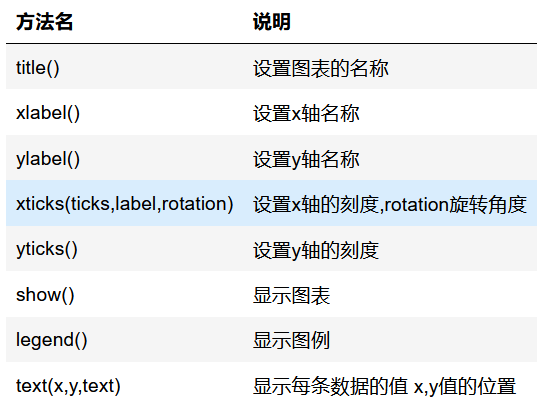 方法名 说明
title() 设置图表的名称
xlabel() 设置x轴名称
ylabel() 设置y轴名称
xticks(ticks,label,rotation) 设置x轴的刻度,rotation旋转角度
yticks() 设置y轴的刻度
show() 显示图表
legend() 显示图例
text(x,y,text) 显示每条数据的值 x,y值的位置